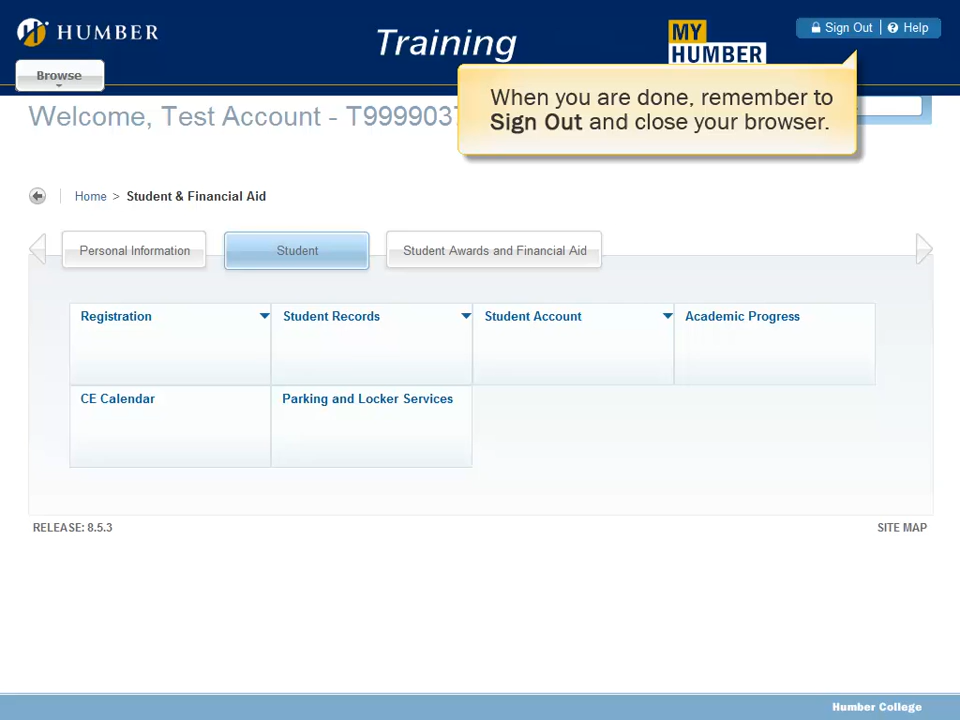 HUMBER
Training
MY
HUMBER
Sign Out | Help
Browse
When you are done, remember to
Sign Out and close your browser.
Welcome, Test Account - T9999037
Home > Student & Financial Aid
Personal Information
Student
Student Awards and Financial Aid
Registration
Student Records
Student Account
Academic Progress
CE Calendar
Parking and Locker Services
RELEASE: 8.5.3
SITE MAP
Humber College